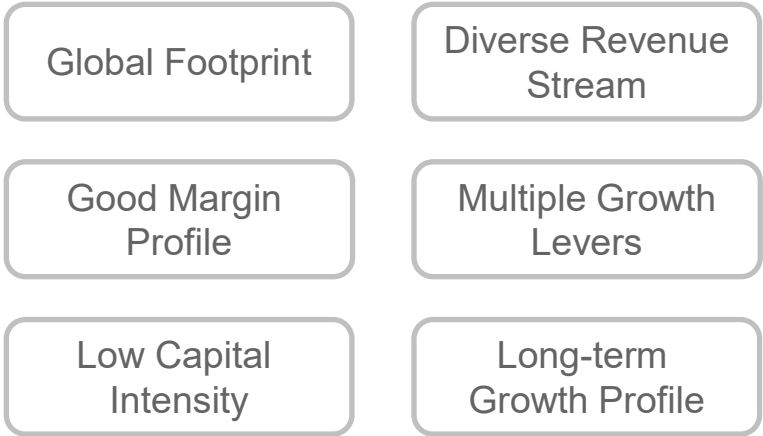 Global Footprint
Diverse Revenue
Stream
Good Margin
Profile
Multiple Growth
Levers
Low Capital
Intensity
Long-term
Growth Profile